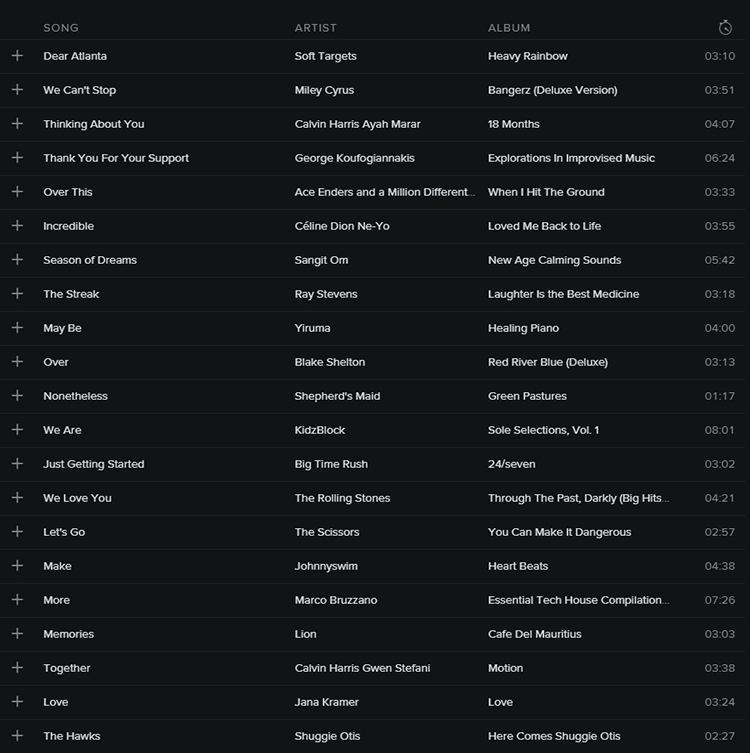 SONG ARTIST ALBUM
Dear Atlanta Soft Targets Heavy Rainbow 03:10
We Can't Stop Miley Cyrus Bangerz (Deluxe Version) 03:51
Thinking About You Calvin Harris Ayah Marar 18 Months 04:07
Thank You For Your Support George Koufogiannakis Explorations In Improvised Music 06:24
Over This Ace Enders and a Million Different... When I Hit The Ground 03:33
Incredible Céline Dion Ne-Yo Loved Me Back to Life 03:55
Season of Dreams Sangit Om New Age Calming Sounds 05:42
The Streak Ray Stevens Laughter Is the Best Medicine 03:18
May Be Yiruma Healing Piano 04:00
Over Blake Shelton Red River Blue (Deluxe) 03:13
Nonetheless Shepherd's Maid Green Pastures 01:17
We Are KidzBlock Sole Selections, Vol. 1 08:01
Just Getting Started Big Time Rush 24/seven 03:02
We Love You The Rolling Stones Through The Past, Darkly (Big Hits... 04:21
Let's Go The Scissors You Can Make It Dangerous 02:57
Make Johnnyswim Heart Beats 04:38
More Marco Bruzzano Essential Tech House Compilation... 07:26
Memories Lion Cafe Del Mauritius 03:03
Together Calvin Harris Gwen Stefani Motion 03:38
Love Jana Kramer Love 03:24
The Hawks Shuggie Otis Here Comes Shuggie Otis 02:27